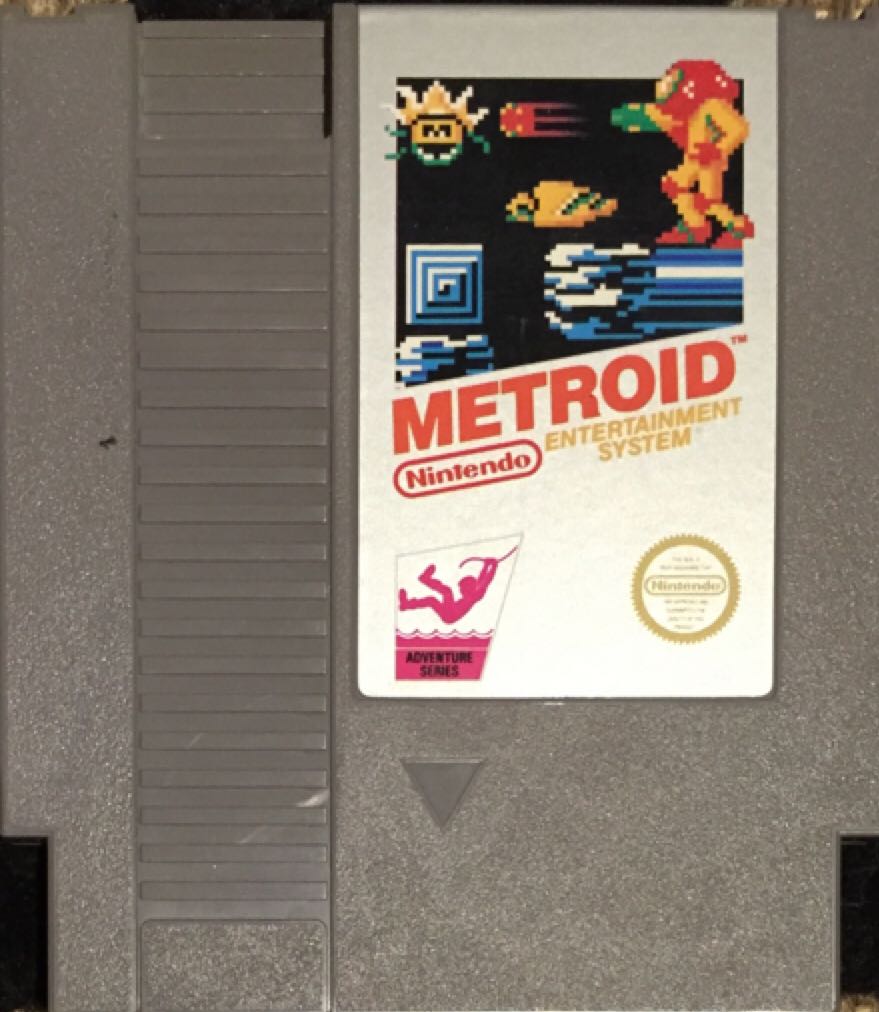 METROID™
Nintendo
ENTERTAINMENT
SYSTEM
ADVENTURE
SERIES
Nintendo